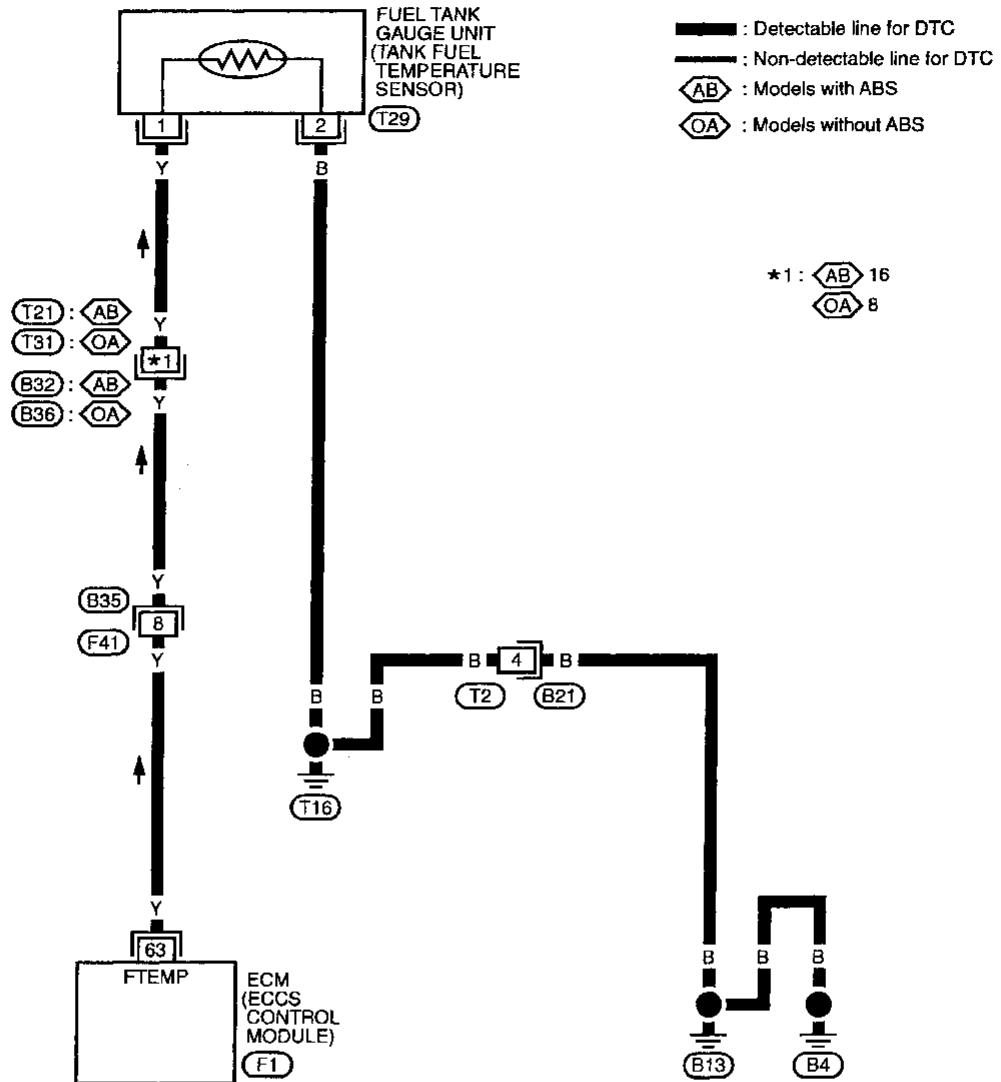 FUEL TANK
GAUGE UNIT
(TANK FUEL
TEMPERATURE
SENSOR)
T29
1
2
: Detectable line for DTC
: Non-detectable line for DTC
AB : Models with ABS
OA : Models without ABS
Y
B
*1 : AB 16
OA 8
T21 : AB
T31 : OA
Y
*1
B32 : AB
B36 : OA
Y
Y
B35
8
F41
Y
B
B
B 4 B
T2
B21
T16
Y
63
FTEMP
ECM
(ECCS
CONTROL
MODULE)
F1
B
B
B
B13
B4